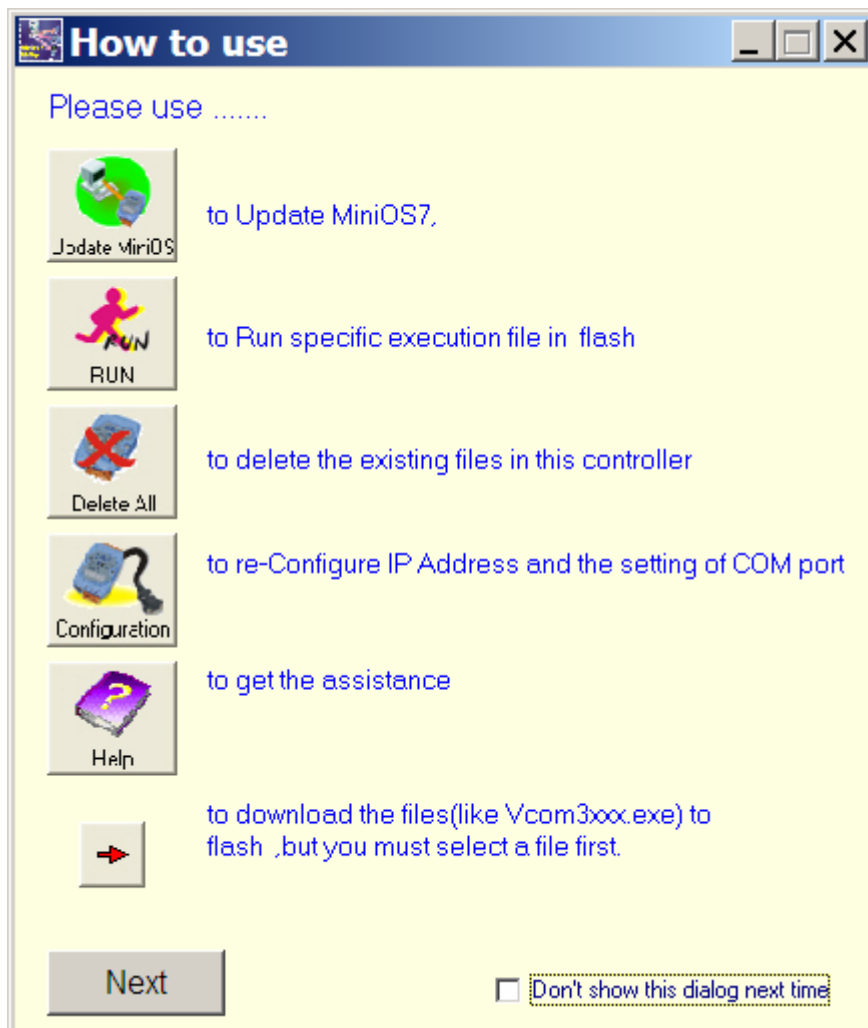 How to use
Please use .......
Update MiniOS
to Update MiniOS7,
RUN
RUN
to Run specific execution file in flash
Delete All
to delete the existing files in this controller
Configuration
to re-Configure IP Address and the setting of COM port
?
Help
to get the assistance
to download the files(like Vcom3xxx.exe) to
flash ,but you must select a file first.
Next
Don't show this dialog next time